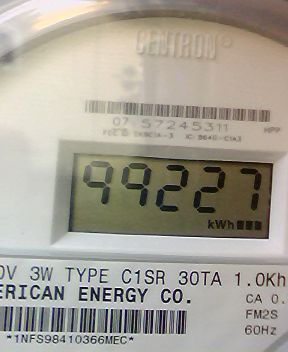 CENTRON®
07 57245311
HPP
99227
kWh
0V 3W TYPE C1SR 30TA 1.0Kh
ERICAN ENERGY CO.
CA 0.
FM2S
60Hz
*1NFS98410366MEC*